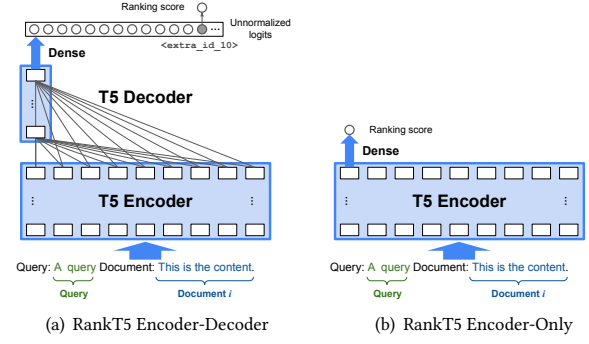 Ranking score
Unnormalized
logits
<extra_id_10>
Dense
T5 Decoder
T5 Encoder
Query: A query Document: This is the content.
Query
Document i
(a) RankT5 Encoder-Decoder
Ranking score
Dense
T5 Encoder
Query: A query Document: This is the content.
Query
Document i
(b) RankT5 Encoder-Only